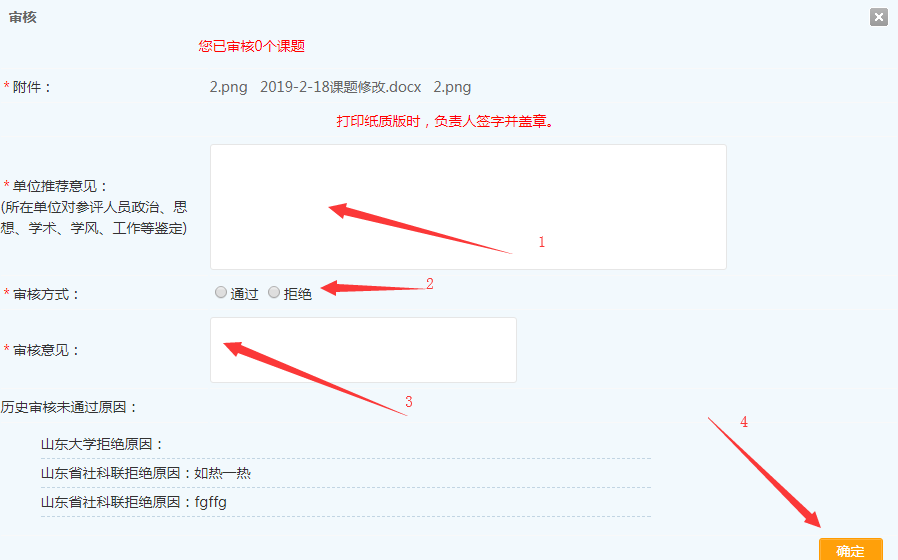 审核
您已审核0个课题
*附件： 2.png 2019-2-18课题修改.docx 2.png
打印纸质版时，负责人签字并盖章。
*单位推荐意见：
(所在单位对参评人员政治、思
想、学术、学风、工作等鉴定)
1
*审核方式： 通过 拒绝 2
*审核意见：
3
历史审核未通过原因：
4
山东大学拒绝原因：
山东省社科联拒绝原因：如热一热
山东省社科联拒绝原因：fgffg
确定